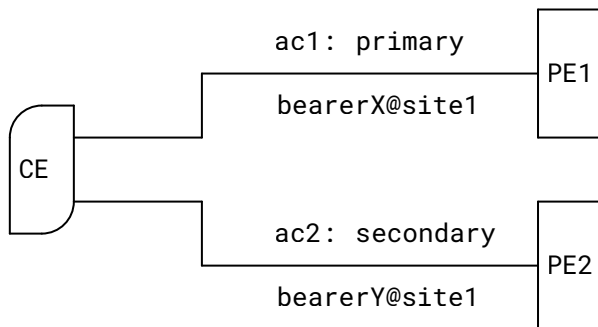 ac1: primary
PE1
bearerX@site1
CE
ac2: secondary
PE2
bearerY@site1